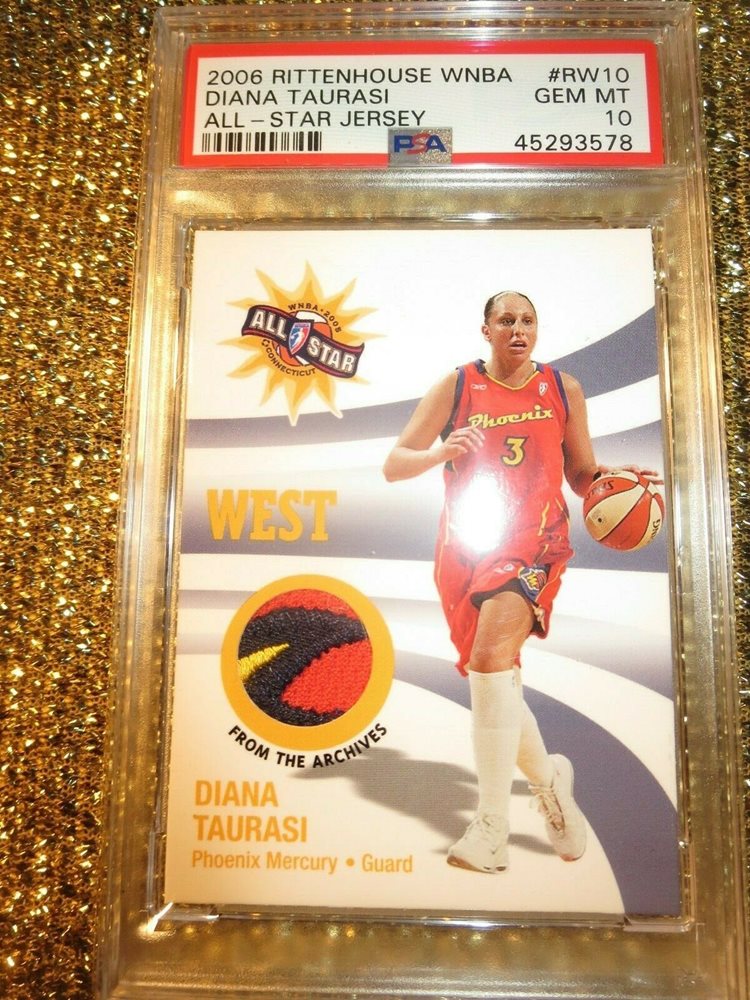 2006 RITTENHOUSE WNBA #RW10
DIANA TAURASI GEM MT
ALL-STAR JERSEY 10
PSA 45293578
WNBA • 2005
ALL STAR
CONNECTICUT
Phoenix
3
WEST
SPALDING
FROM THE ARCHIVES
DIANA
TAURASI
Phoenix Mercury • Guard